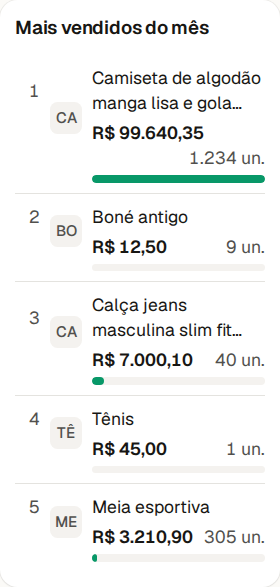 Mais vendidos do mês
1
CA
Camiseta de algodão
manga lisa e gola...
R$ 99.640,35
1.234 un.
2
BO
Boné antigo
R$ 12,50 9 un.
3
CA
Calça jeans
masculina slim fit...
R$ 7.000,10 40 un.
4
TÊ
Tênis
R$ 45,00 1 un.
5
ME
Meia esportiva
R$ 3.210,90 305 un.